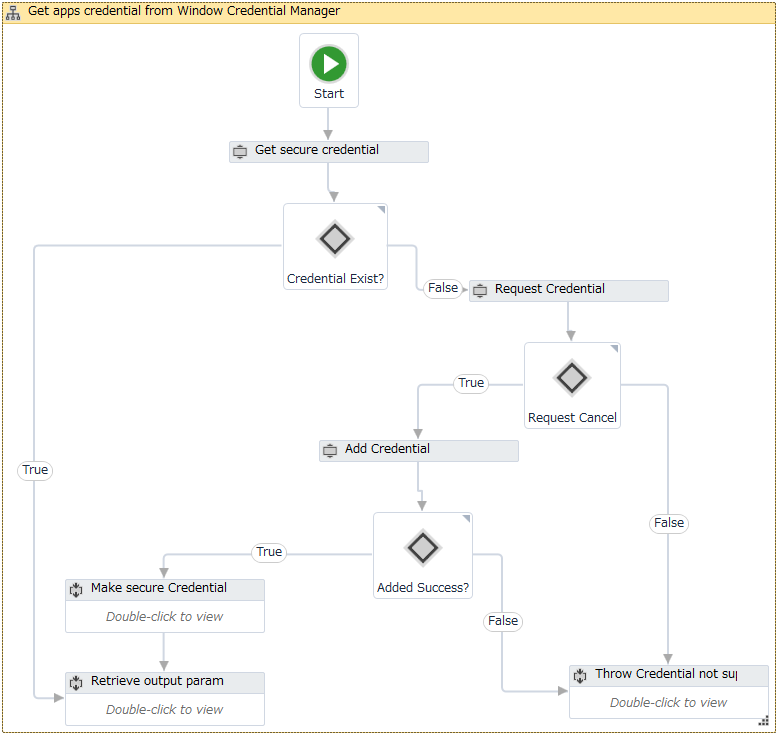 Get apps credential from Window Credential Manager
Start
Get secure credential
Credential Exist?
False
Request Credential
True
Request Cancel
Add Credential
True
False
True
Added Success?
Make secure Credential
Double-click to view
False
Retrieve output param
Double-click to view
Throw Credential not sup
Double-click to view